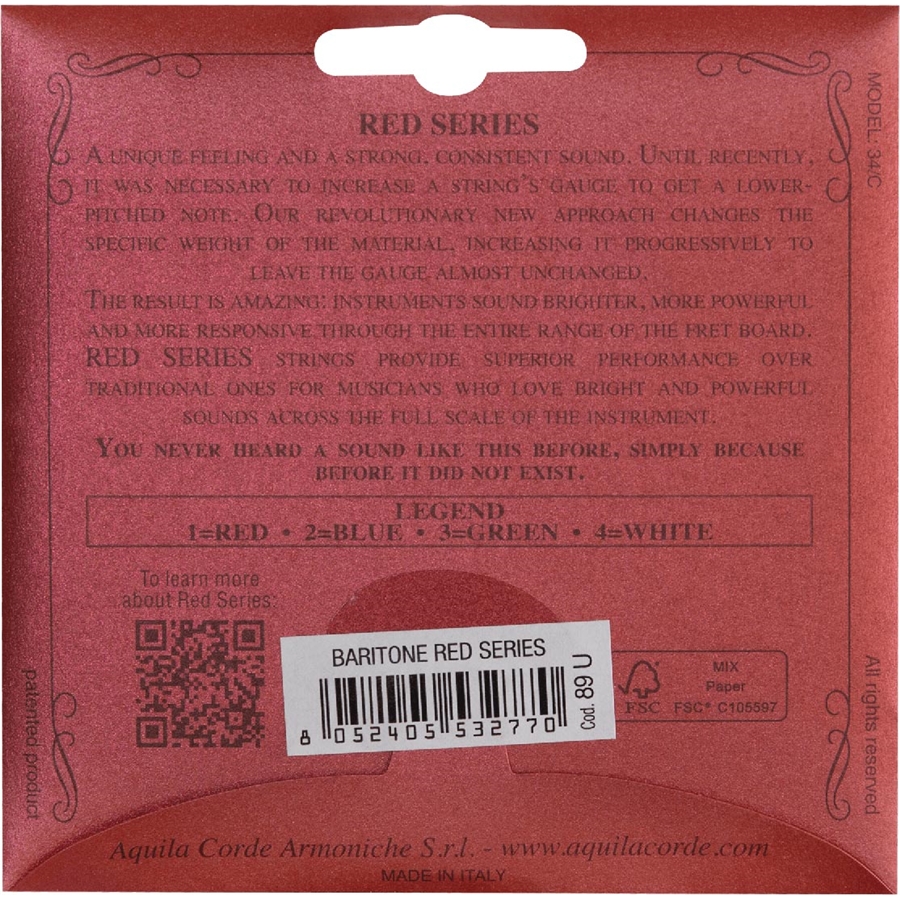 RED SERIES
A UNIQUE FEELING AND A STRONG, CONSISTENT SOUND. UNTIL RECENTLY,
IT WAS NECESSARY TO INCREASE A STRING'S GAUGE TO GET A LOWER-
PITCHED NOTE. OUR REVOLUTIONARY NEW APPROACH CHANGES THE
SPECIFIC WEIGHT OF THE MATERIAL, INCREASING IT PROGRESSIVELY TO
LEAVE THE GAUGE ALMOST UNCHANGED.
THE RESULT IS AMAZING: INSTRUMENTS SOUND BRIGHTER, MORE POWERFUL
AND MORE RESPONSIVE THROUGH THE ENTIRE RANGE OF THE FRET BOARD.
RED SERIES STRINGS PROVIDE SUPERIOR PERFORMANCE OVER
TRADITIONAL ONES FOR MUSICIANS WHO LOVE BRIGHT AND POWERFUL
SOUNDS ACROSS THE FULL SCALE OF THE INSTRUMENT.
YOU NEVER HEARD A SOUND LIKE THIS BEFORE, SIMPLY BECAUSE
BEFORE IT DID NOT EXIST.
LEGEND
1=RED • 2=BLUE • 3=GREEN • 4=WHITE
To learn more
about Red Series:
BARITONE RED SERIES
8 052405 532770
Cod. 89 U
FSC
MIX
Paper
FSC® C105597
MODEL: 34/C
All rights reserved
patented product
Aquila Corde Armoniche S.r.l. - www.aquilacorde.com
MADE IN ITALY